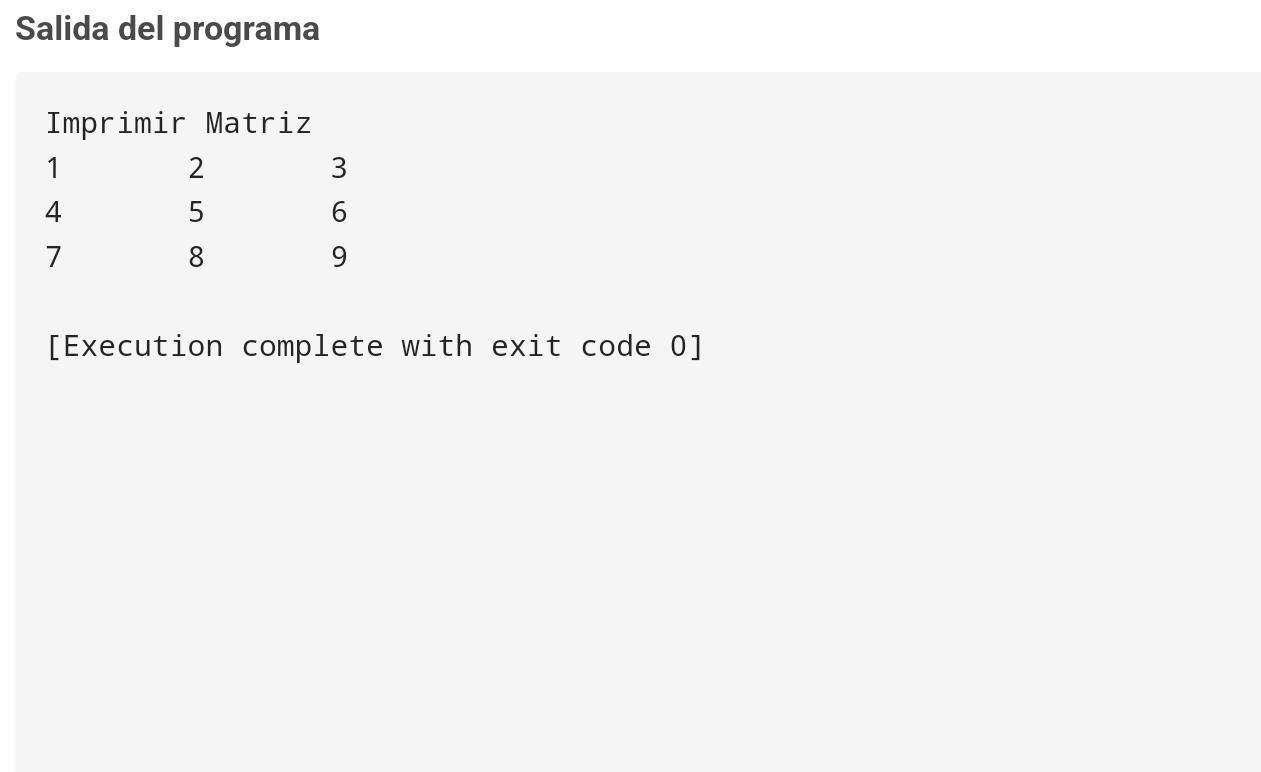 Salida del programa
Imprimir Matriz
1 2 3
4 5 6
7 8 9
[Execution complete with exit code 0]